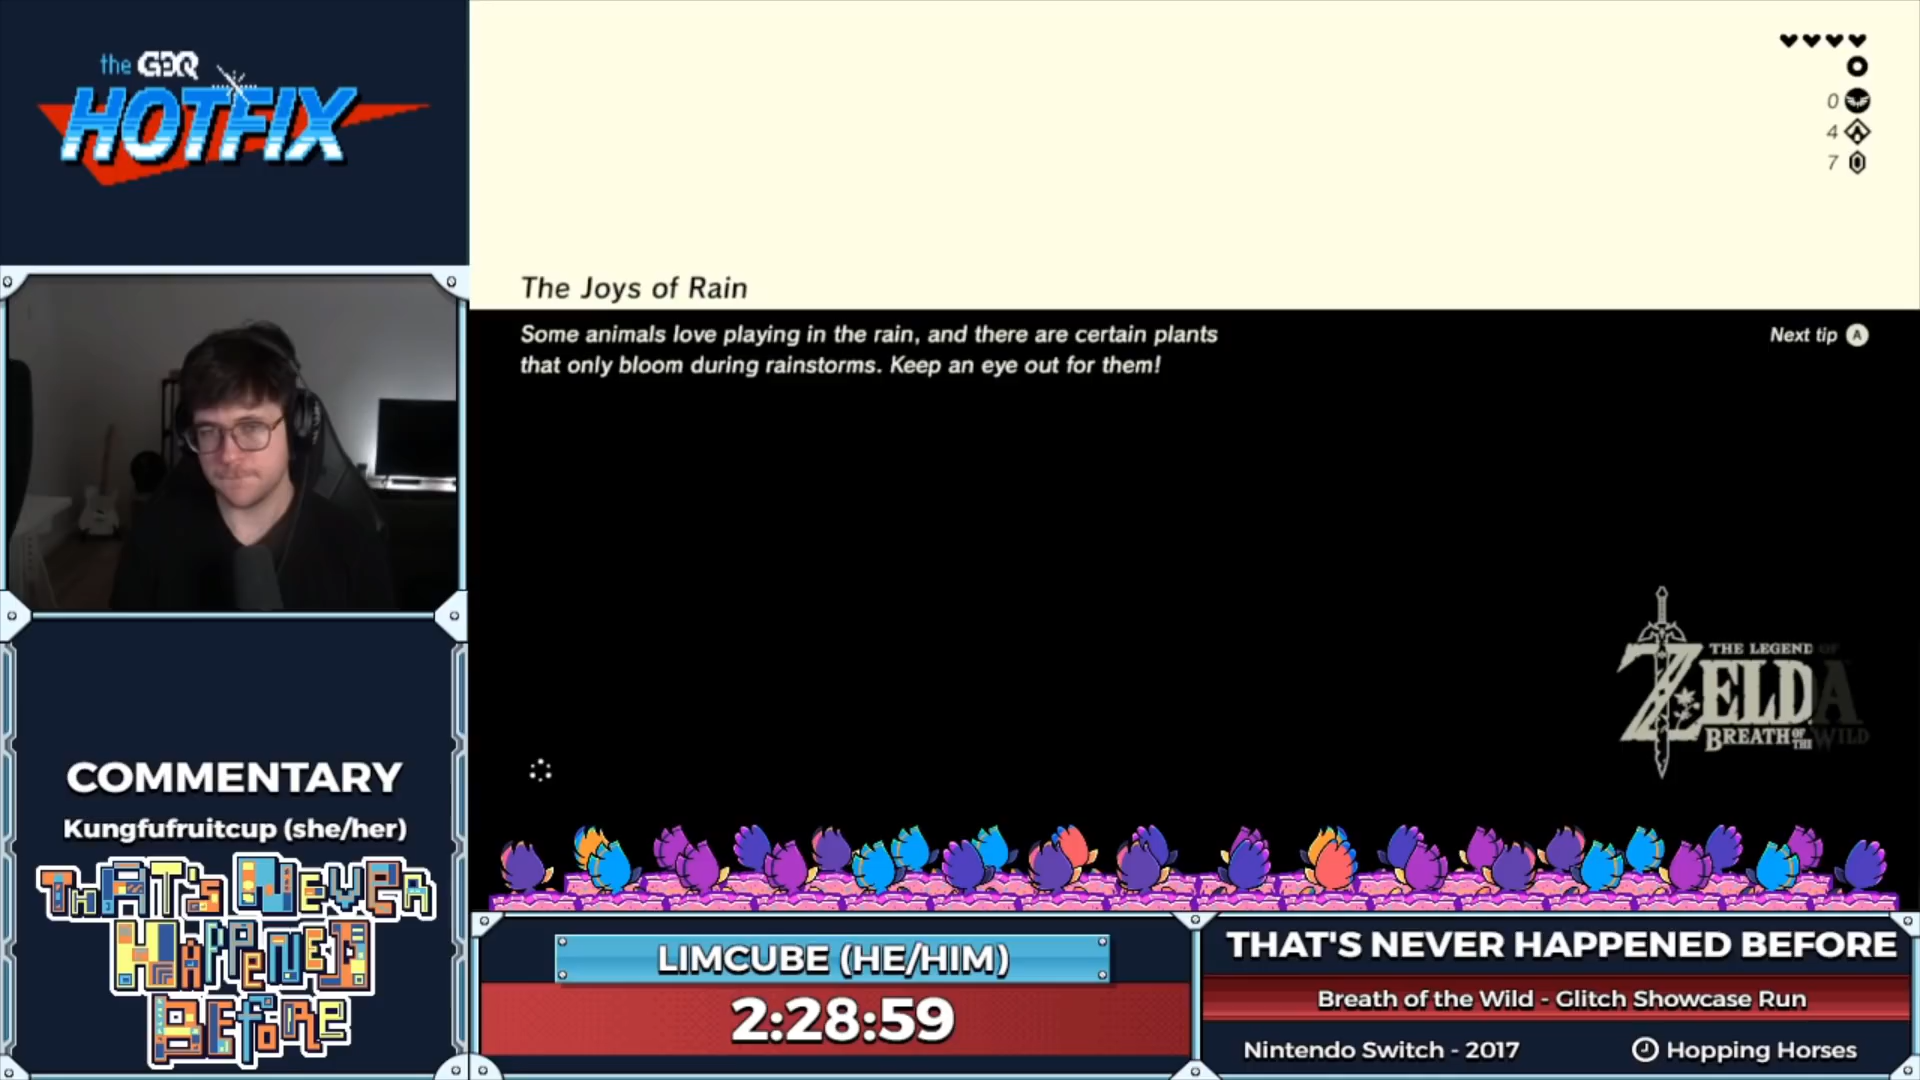 the GDQ
HOTFIX
0
4
7
The Joys of Rain
Some animals love playing in the rain, and there are certain plants
that only bloom during rainstorms. Keep an eye out for them!
Next tip A
THE LEGEND OF
ZELDA
BREATH OF THE WILD
COMMENTARY
Kungfufruitcup (she/her)
THAT'S NEVER
HAPPENED
BEFORE
LIMCUBE (HE/HIM)
2:28:59
THAT'S NEVER HAPPENED BEFORE
Breath of the Wild - Glitch Showcase Run
Nintendo Switch - 2017
Hopping Horses